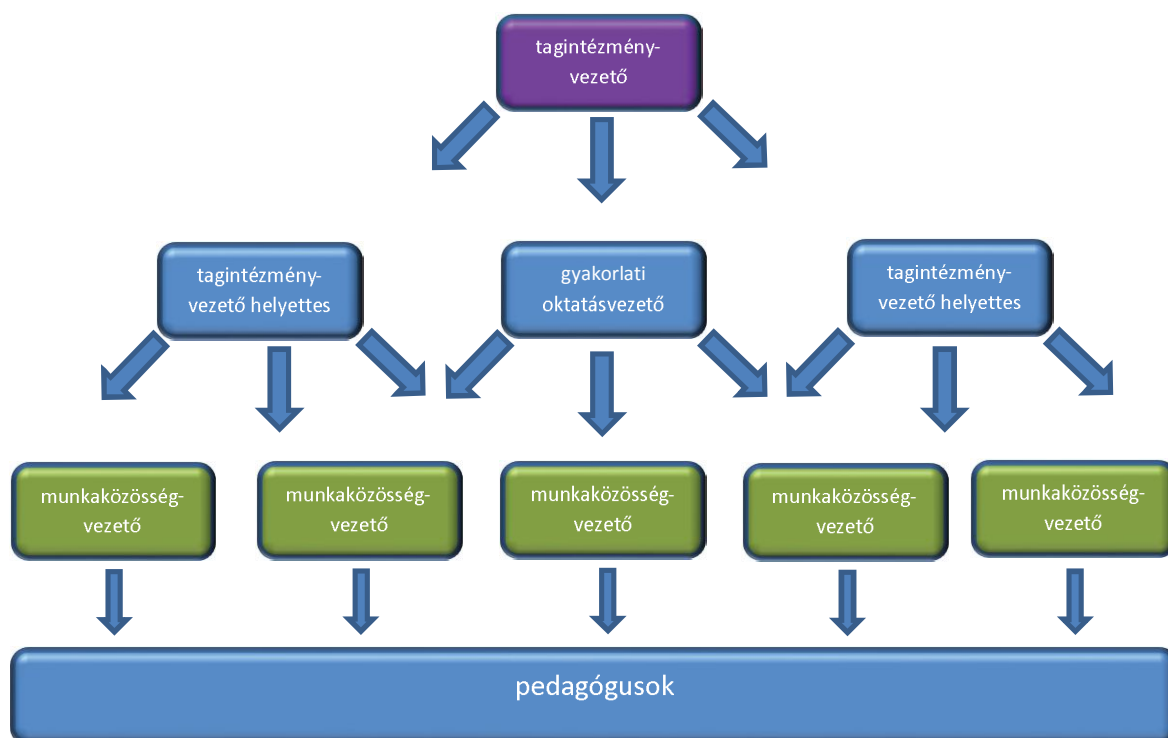 tagintézmény-
vezető
tagintézmény-
vezető helyettes
gyakorlati
oktatásvezető
tagintézmény-
vezető helyettes
munkaközösség-
vezető
munkaközösség-
vezető
munkaközösség-
vezető
munkaközösség-
vezető
munkaközösség-
vezető
pedagógusok